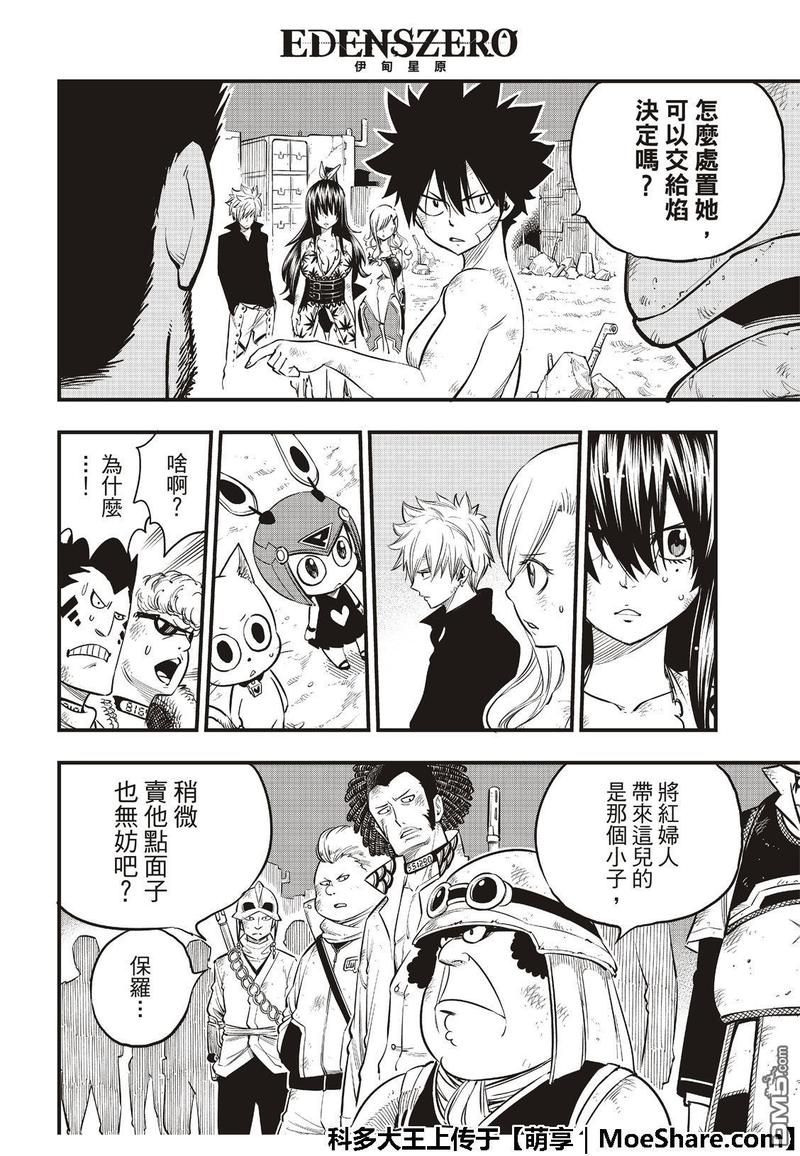 EDENSZERO
伊甸星原
怎麼處置她，
可以交給焰
決定嗎？
啥啊？
為什麼
…！
將紅婦人
帶來這兒的
是那個小子，
稍微
賣他點面子
也無妨吧？
保羅…
科多大王上传于【萌享】| MoeShare.com
DM5.com